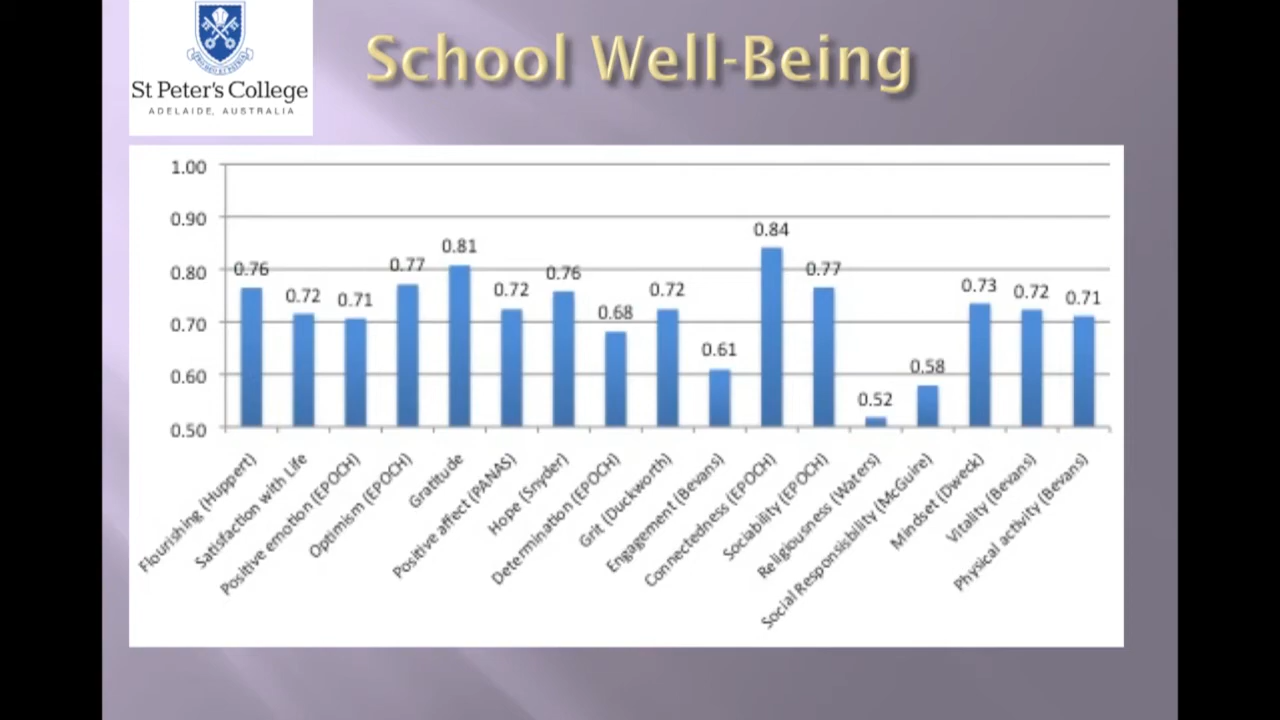 School Well-Being
St Peter's College
ADELAIDE, AUSTRALIA
1.00
0.90
0.80
0.70
0.60
0.50
0.76
0.72
0.71
0.77
0.81
0.72
0.76
0.68
0.72
0.61
0.84
0.77
0.52
0.58
0.73
0.72
0.71
Flourishing (Huppert)
Satisfaction with Life
Positive emotion (EPOCH)
Optimism (EPOCH)
Gratitude
Positive affect (PANAS)
Hope (Snyder)
Determination (EPOCH)
Grit (Duckworth)
Engagement (Bevans)
Connectedness (EPOCH)
Sociability (EPOCH)
Religiousness (Waters)
Social Responsisbility (McGuire)
Mindset (Dweck)
Vitality (Bevans)
Physical activity (Bevans)